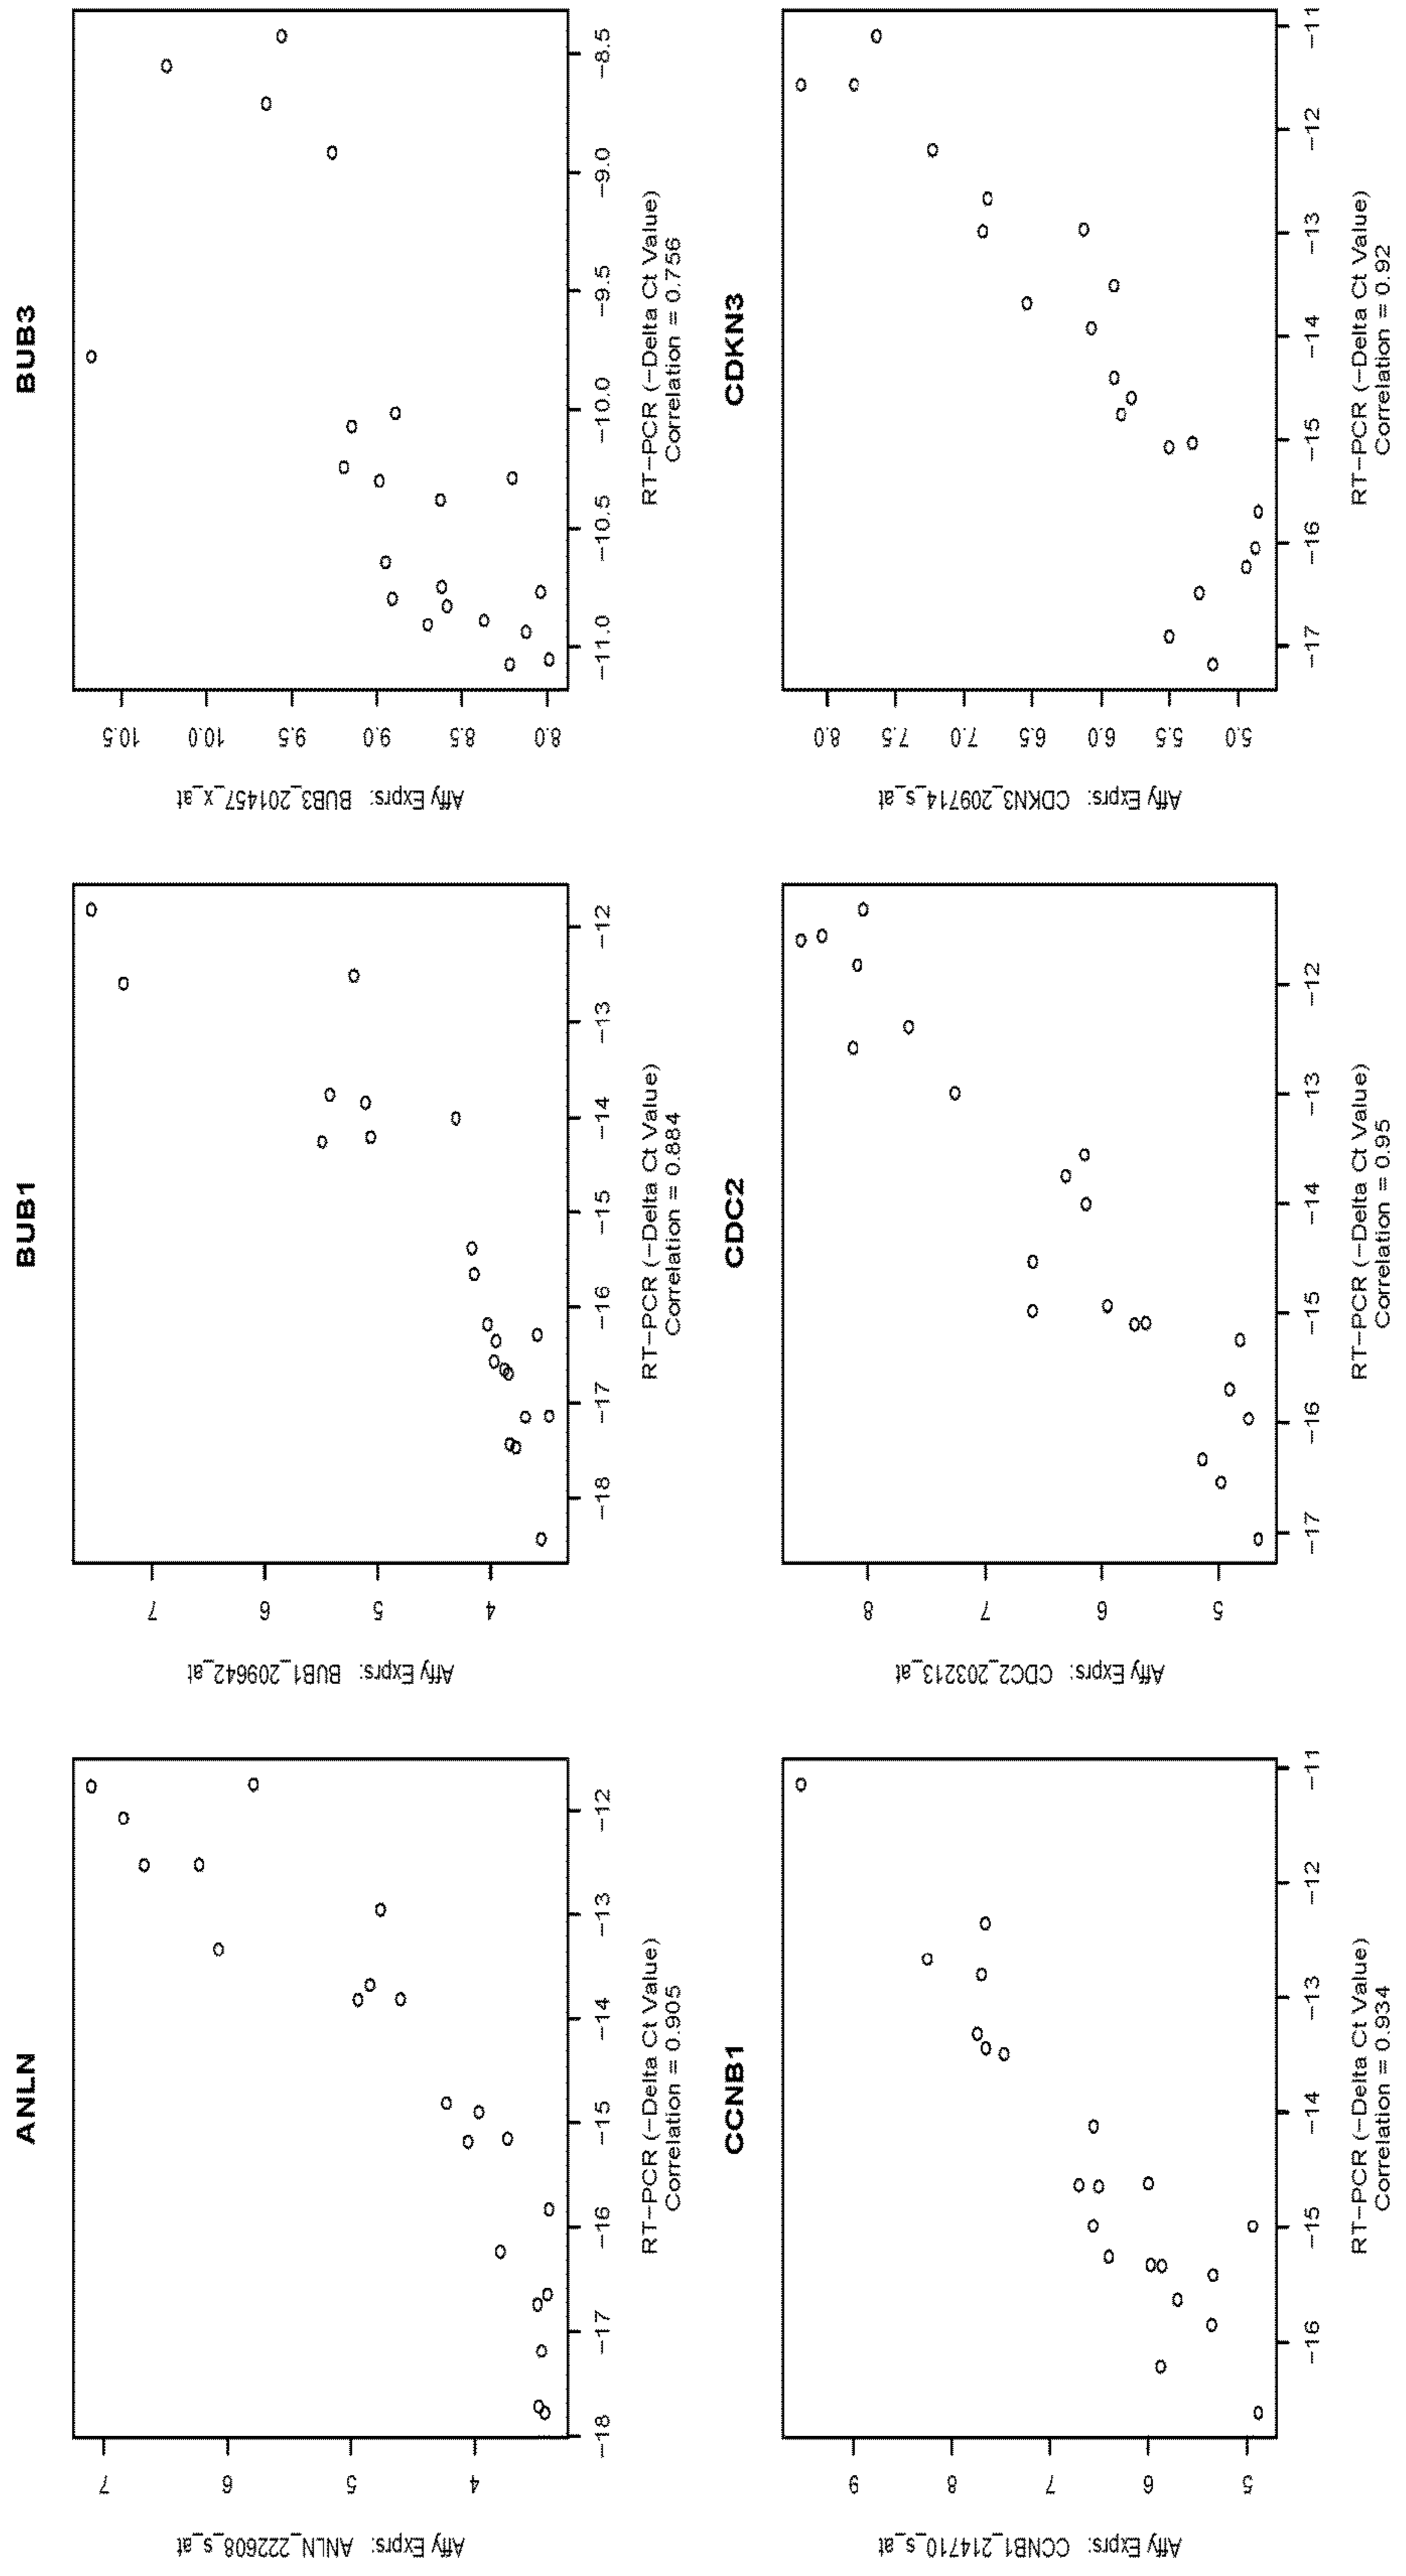 ANLN
Affy Exprs: ANLN_222608_s_at
7
6
5
4
−18 −17 −16 −15 −14 −13 −12
RT−PCR (−Delta Ct Value)
Correlation = 0.905
BUB1
Affy Exprs: BUB1_209642_at
7
6
5
4
−18 −17 −16 −15 −14 −13 −12
RT−PCR (−Delta Ct Value)
Correlation = 0.884
BUB3
Affy Exprs: BUB3_201457_x_at
10.5
10.0
9.5
9.0
8.5
8.0
−11.0 −10.5 −10.0 −9.5 −9.0 −8.5
RT−PCR (−Delta Ct Value)
Correlation = 0.756
CCNB1
Affy Exprs: CCNB1_214710_s_at
9
8
7
6
5
−16 −15 −14 −13 −12 −11
RT−PCR (−Delta Ct Value)
Correlation = 0.934
CDC2
Affy Exprs: CDC2_203213_at
8
7
6
5
−17 −16 −15 −14 −13 −12
RT−PCR (−Delta Ct Value)
Correlation = 0.95
CDKN3
Affy Exprs: CDKN3_209714_s_at
8.0
7.5
7.0
6.5
6.0
5.5
5.0
−17 −16 −15 −14 −13 −12 −11
RT−PCR (−Delta Ct Value)
Correlation = 0.92